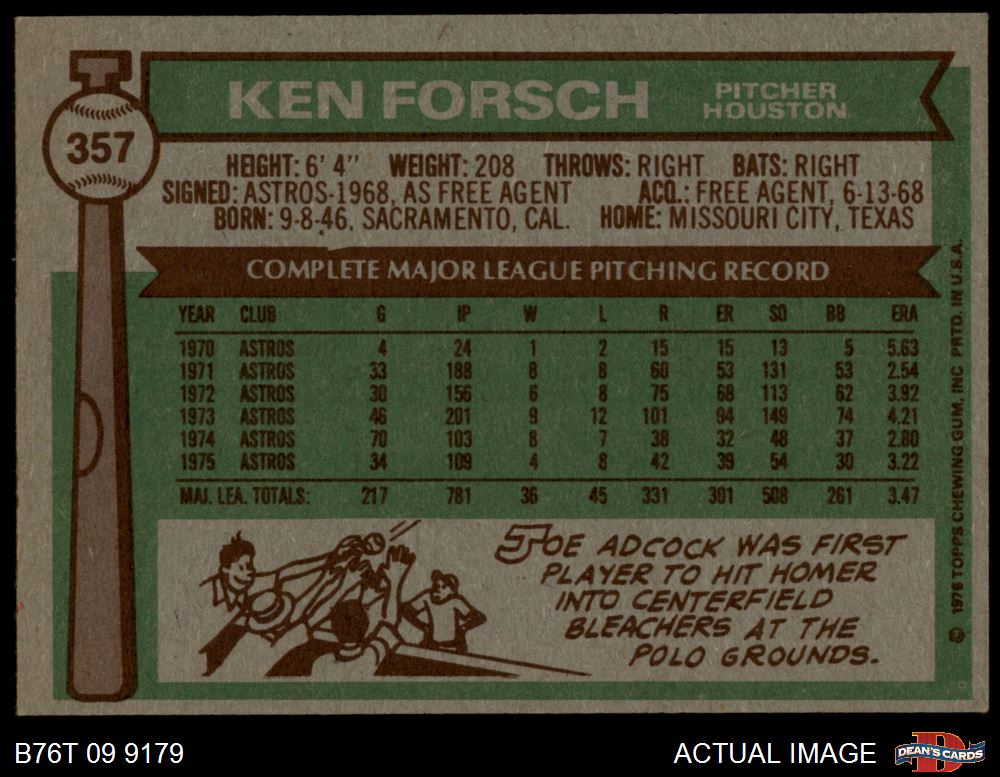 357
KEN FORSCH
PITCHER
HOUSTON
HEIGHT: 6' 4" WEIGHT: 208 THROWS: RIGHT BATS: RIGHT
SIGNED: ASTROS-1968, AS FREE AGENT ACQ.: FREE AGENT, 6-13-68
BORN: 9-8-46, SACRAMENTO, CAL. HOME: MISSOURI CITY, TEXAS
COMPLETE MAJOR LEAGUE PITCHING RECORD
YEAR CLUB G IP W L R ER SO BB ERA
1970 ASTROS 4 24 1 2 15 15 13 5 5.63
1971 ASTROS 33 188 8 8 60 53 131 53 2.54
1972 ASTROS 30 156 6 8 75 68 113 62 3.92
1973 ASTROS 46 201 9 12 101 94 149 74 4.21
1974 ASTROS 70 103 8 7 38 32 48 37 2.80
1975 ASTROS 34 109 4 8 42 39 54 30 3.22
MAJ. LEA. TOTALS: 217 781 36 45 331 301 508 261 3.47
JOE ADCOCK WAS FIRST
PLAYER TO HIT HOMER
INTO CENTERFIELD
BLEACHERS AT THE
POLO GROUNDS.
© 1976 TOPPS CHEWING GUM, INC PRTD. IN U.S.A.
B76T 09 9179
ACTUAL IMAGE
DEAN'S CARDS